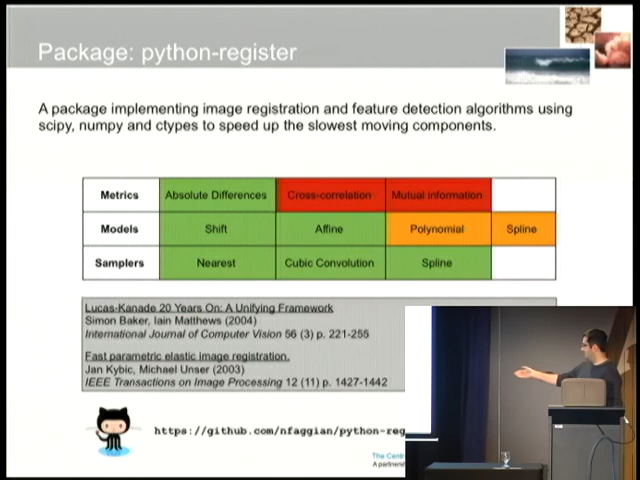 Package: python-register
A package implementing image registration and feature detection algorithms using
scipy, numpy and ctypes to speed up the slowest moving components.
Metrics Absolute Differences Cross-correlation Mutual information
Models Shift Affine Polynomial Spline
Samplers Nearest Cubic Convolution Spline
Lucas-Kanade 20 Years On: A Unifying Framework
Simon Baker, Iain Matthews (2004)
International Journal of Computer Vision 56 (3) p. 221-255
Fast parametric elastic image registration.
Jan Kybic, Michael Unser (2003)
IEEE Transactions on Image Processing 12 (11) p. 1427-1442
https://github.com/nfaggian/python-reg
The Centr
A partnership